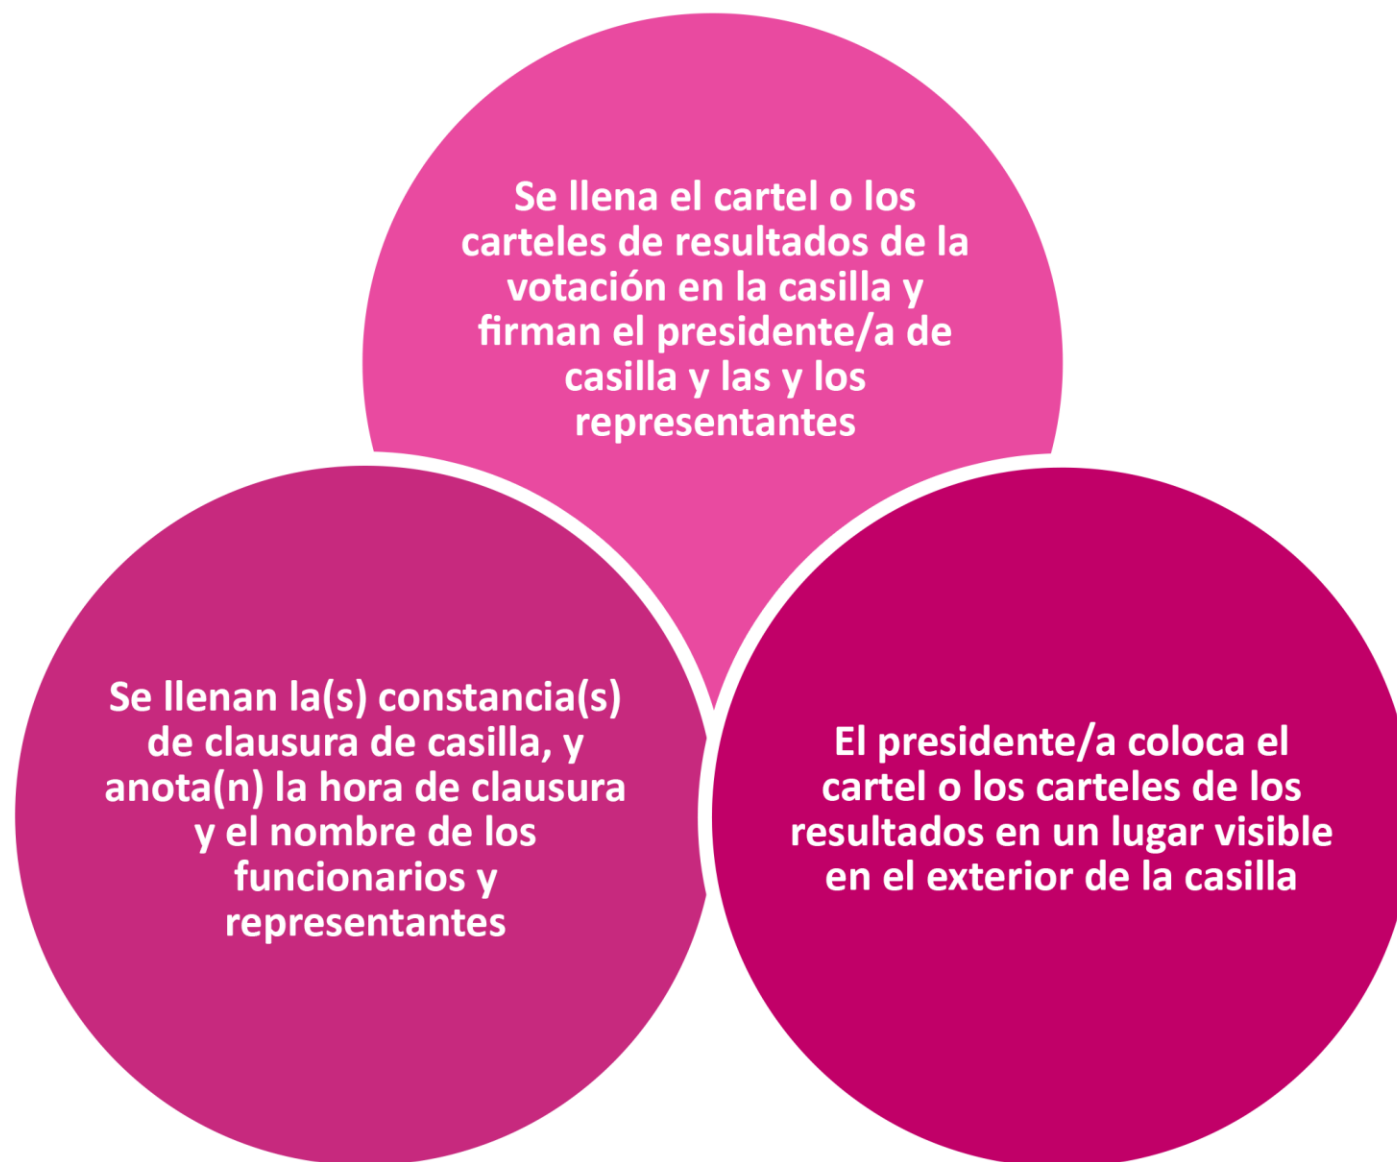 Se llena el cartel o los
carteles de resultados de la
votación en la casilla y
firman el presidente/a de
casilla y las y los
representantes
Se llenan la(s) constancia(s)
de clausura de casilla, y
anota(n) la hora de clausura
y el nombre de los
funcionarios y
representantes
El presidente/a coloca el
cartel o los carteles de los
resultados en un lugar visible
en el exterior de la casilla